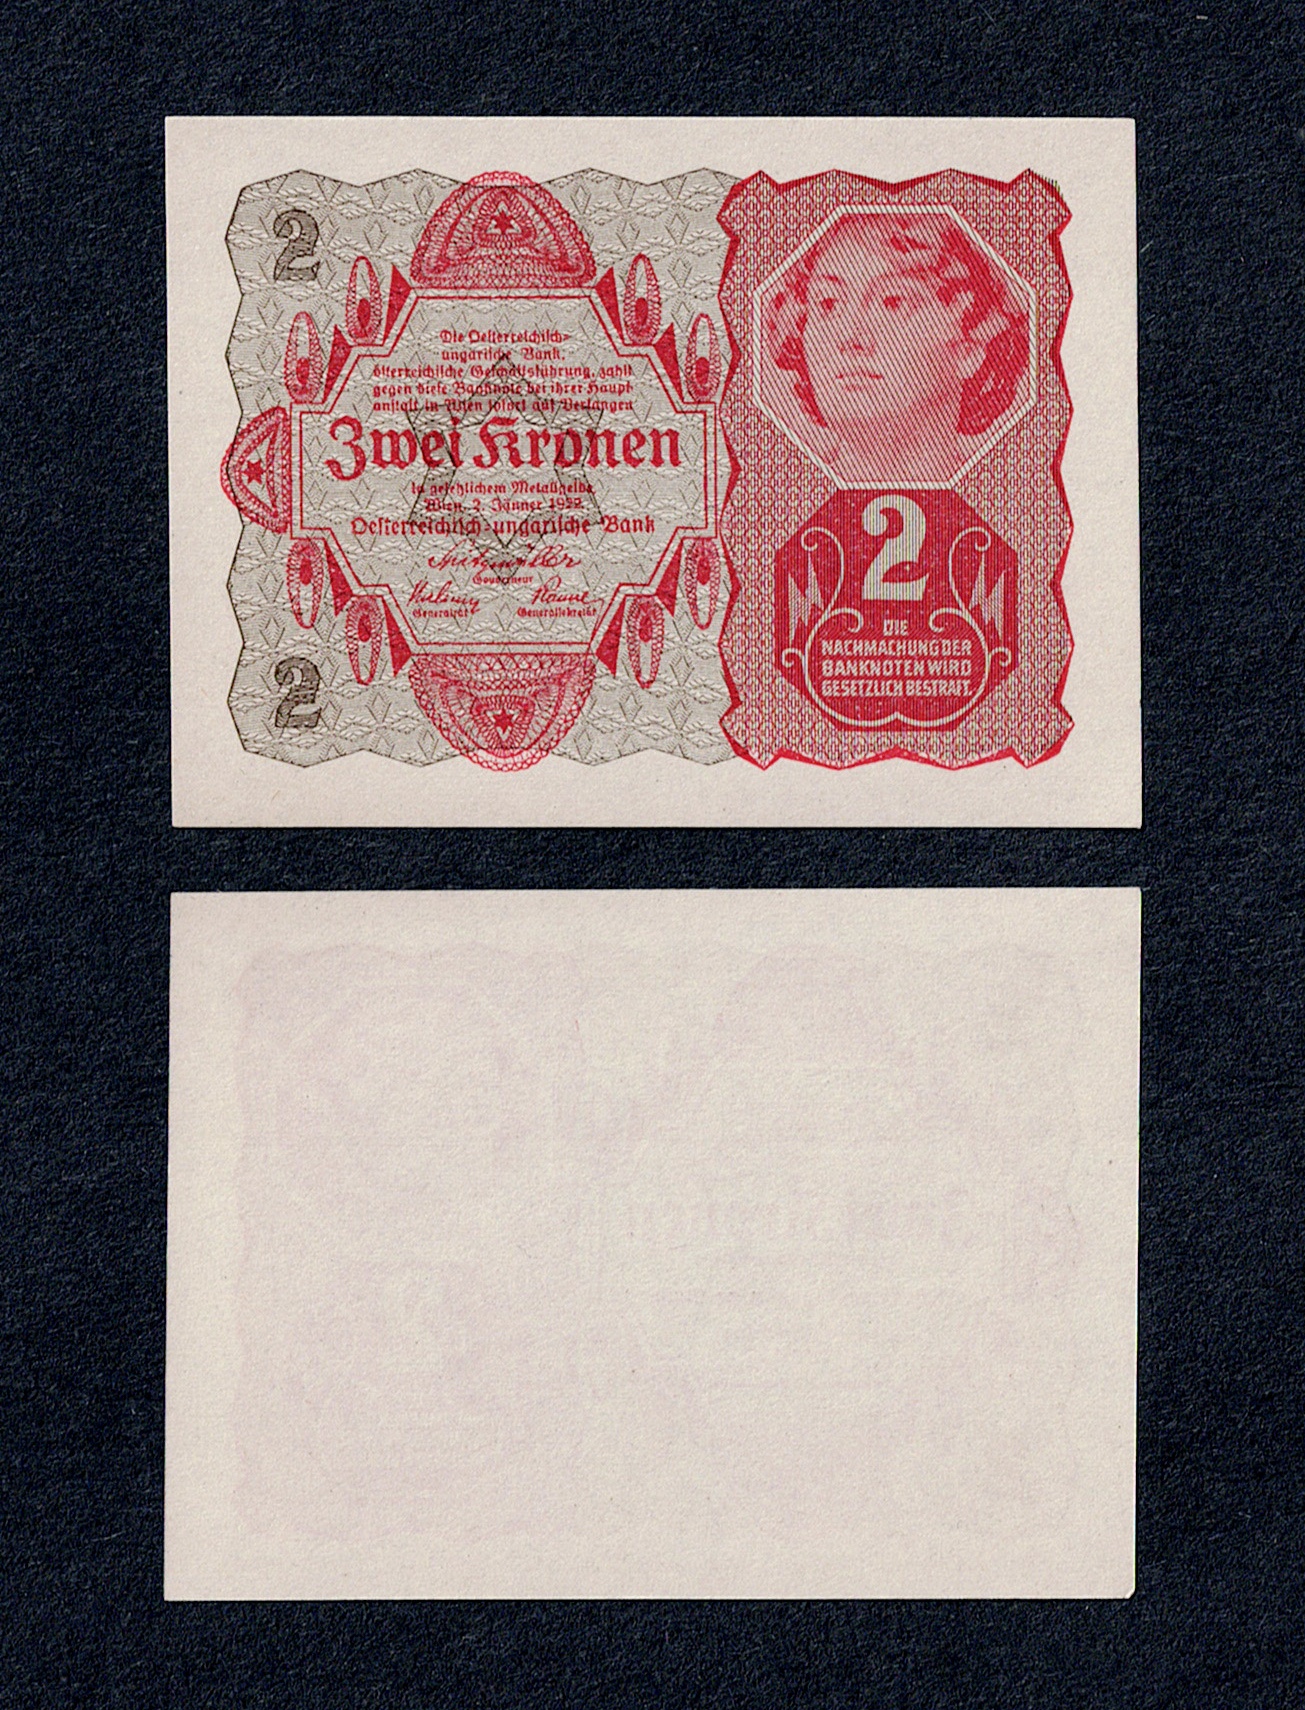 2
Die Oesterreichisch-
ungarische Bank,
österreichische Geschäftsführung, zahlt
gegen diese Banknote bei ihrer Haupt-
anstalt in Wien sofort auf Verlangen
Zwei Kronen
in gesetzlichem Metallgelde.
Wien, 2. Jänner 1922
Oesterreichisch-ungarische Bank
Spitzmüller
Gouverneur
Generalrat
Generalsekretär
2
2
DIE
NACHMACHUNG DER
BANKNOTEN WIRD
GESETZLICH BESTRAFT.